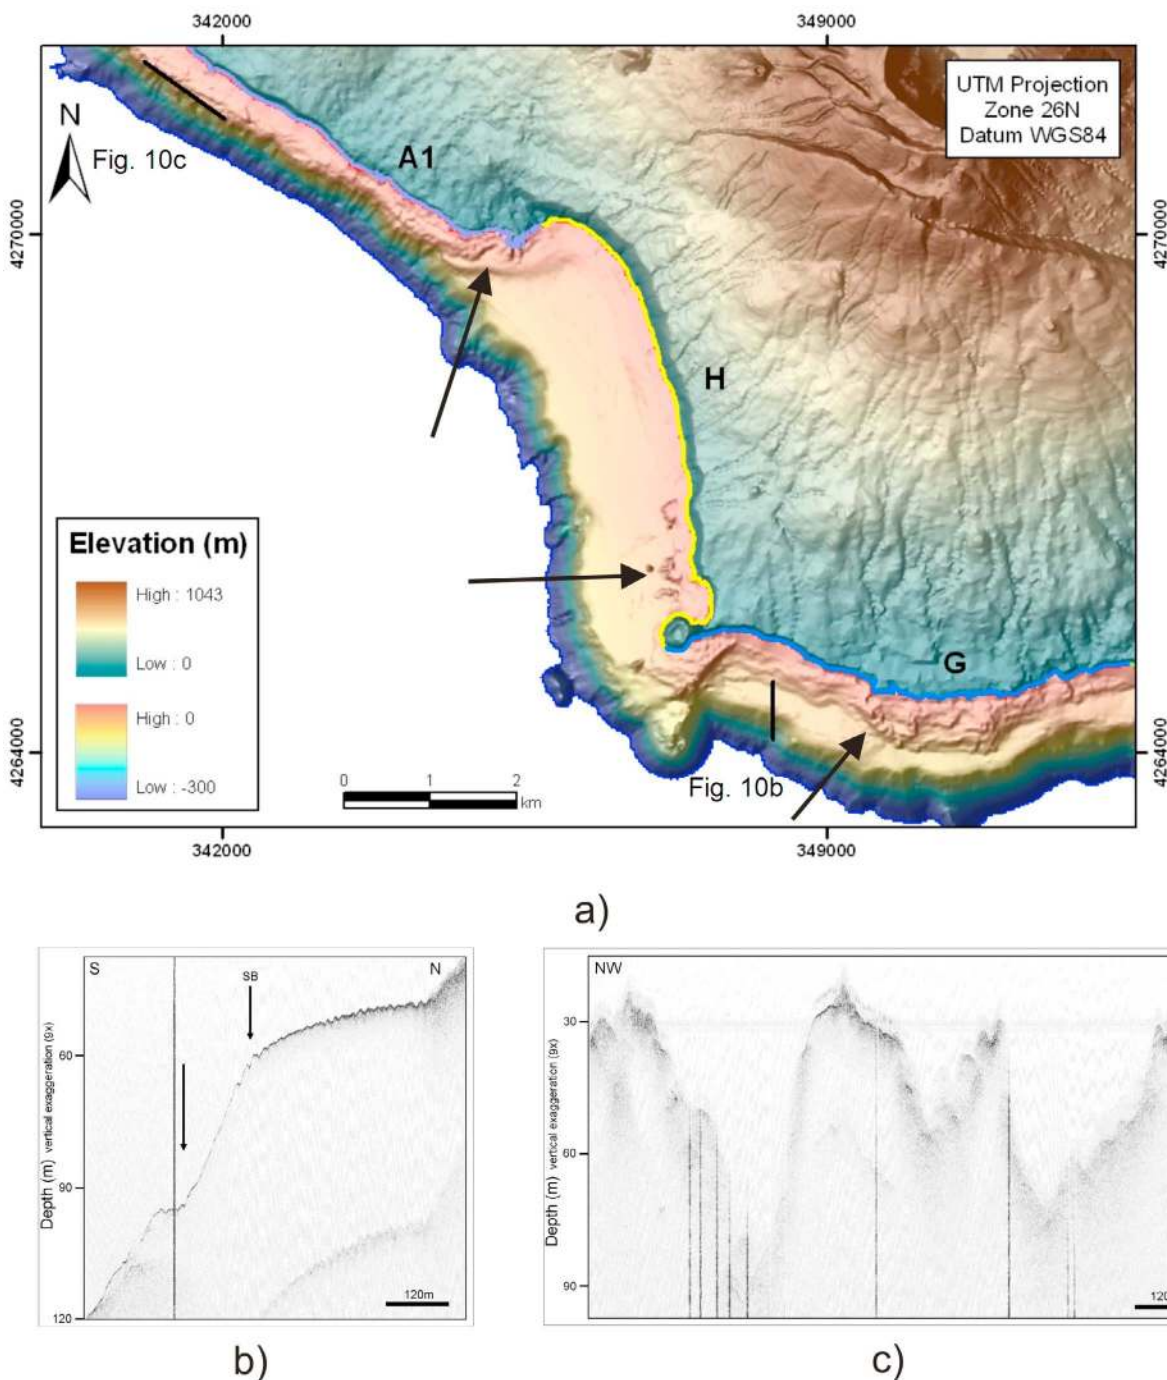 342000
349000
UTM Projection
Zone 26N
Datum WGS84
N
Fig. 10c
A1
4270000
4270000
H
Elevation (m)
High : 1043
Low : 0
High : 0
Low : -300
G
4264000
4264000
0 1 2
km
Fig. 10b
342000
349000
a)
S
N
SB
60
90
120
Depth (m) vertical exaggeration (9x)
120m
b)
NW
30
60
90
Depth (m) vertical exaggeration (9x)
120
c)